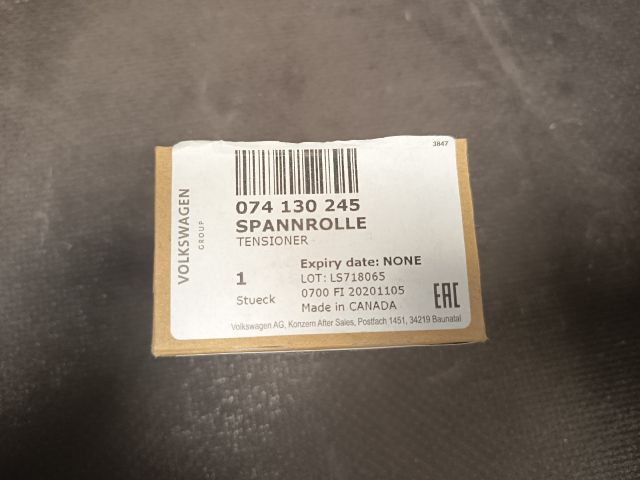 3847
VOLKSWAGEN
GROUP
074 130 245
SPANNROLLE
TENSIONER
Expiry date: NONE
1
LOT: LS718065
Stueck
0700 FI 20201105
Made in CANADA
EAC
Volkswagen AG, Konzern After Sales, Postfach 1451, 34219 Baunatal